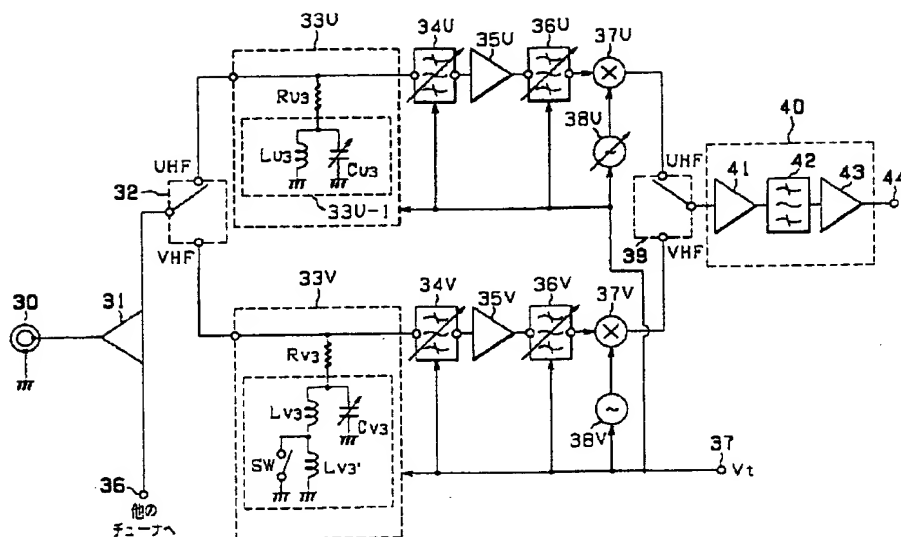 33U
34U
35U
36U
37U
38U
40
RU3
LU3
CU3
33U-1
UHF
32
VHF
UHF
39
VHF
41
42
43
44
30
31
33V
34V
35V
36V
37V
38V
RV3
LV3
CV3
SW
LV3'
36
他の
チューナへ
37
Vt